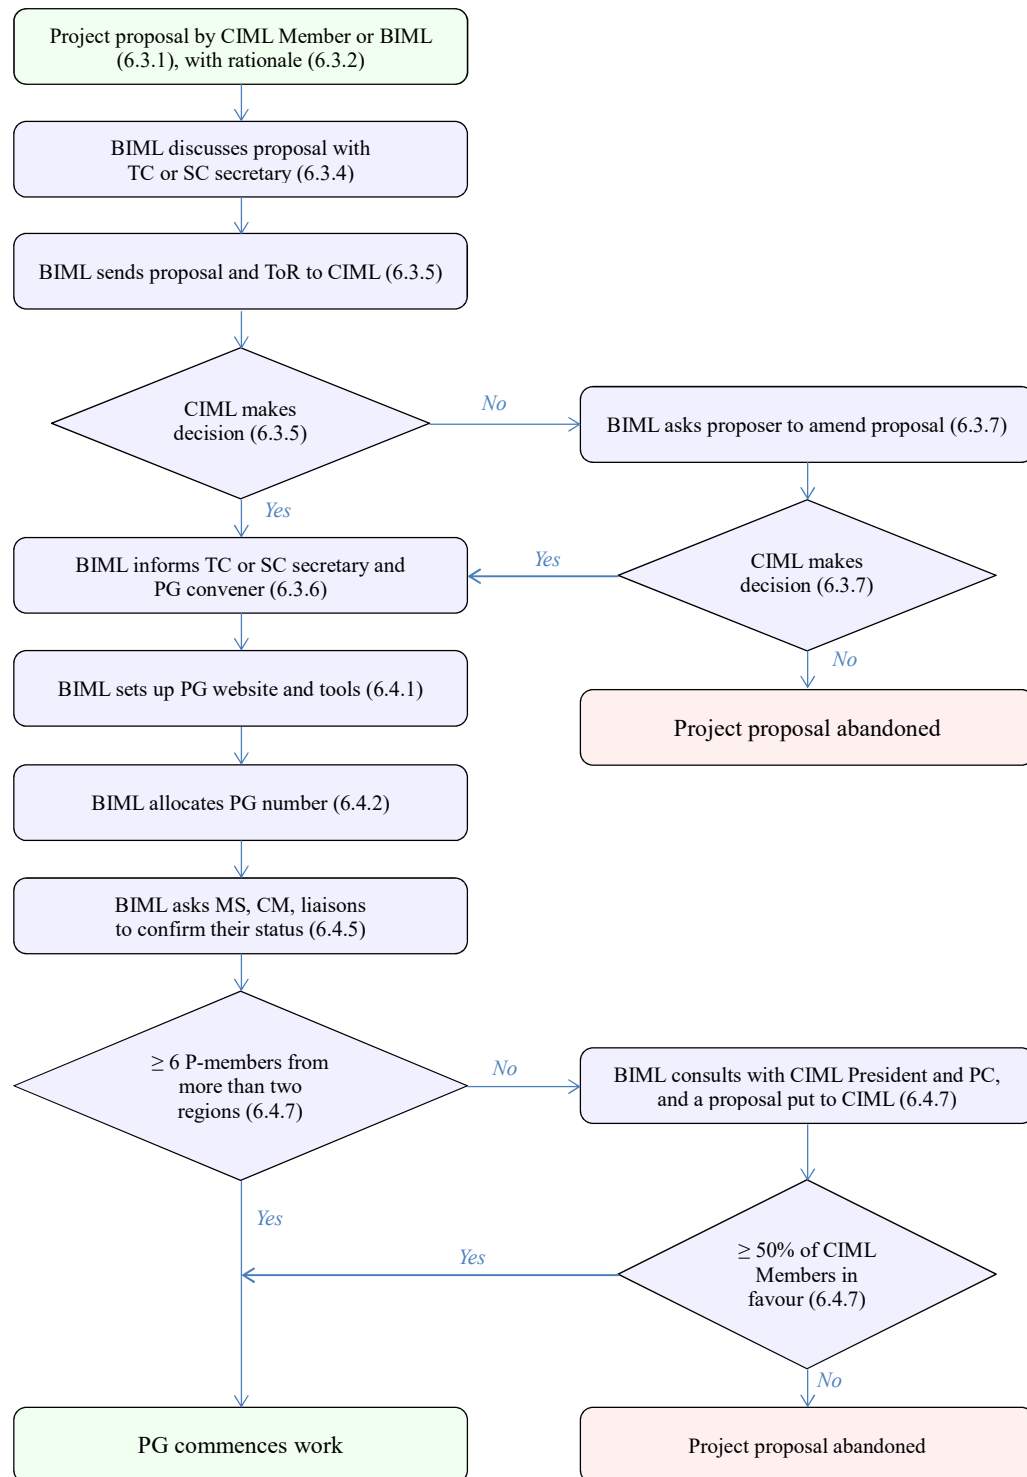 Project proposal by CIML Member or BIML
(6.3.1), with rationale (6.3.2)
BIML discusses proposal with
TC or SC secretary (6.3.4)
BIML sends proposal and ToR to CIML (6.3.5)
CIML makes
decision (6.3.5)
No
BIML asks proposer to amend proposal (6.3.7)
Yes
BIML informs TC or SC secretary and
PG convener (6.3.6)
Yes
CIML makes
decision (6.3.7)
No
BIML sets up PG website and tools (6.4.1)
Project proposal abandoned
BIML allocates PG number (6.4.2)
BIML asks MS, CM, liaisons
to confirm their status (6.4.5)
≥ 6 P-members from
more than two
regions (6.4.7)
No
BIML consults with CIML President and PC,
and a proposal put to CIML (6.4.7)
Yes
Yes
≥ 50% of CIML
Members in
favour (6.4.7)
No
PG commences work
Project proposal abandoned